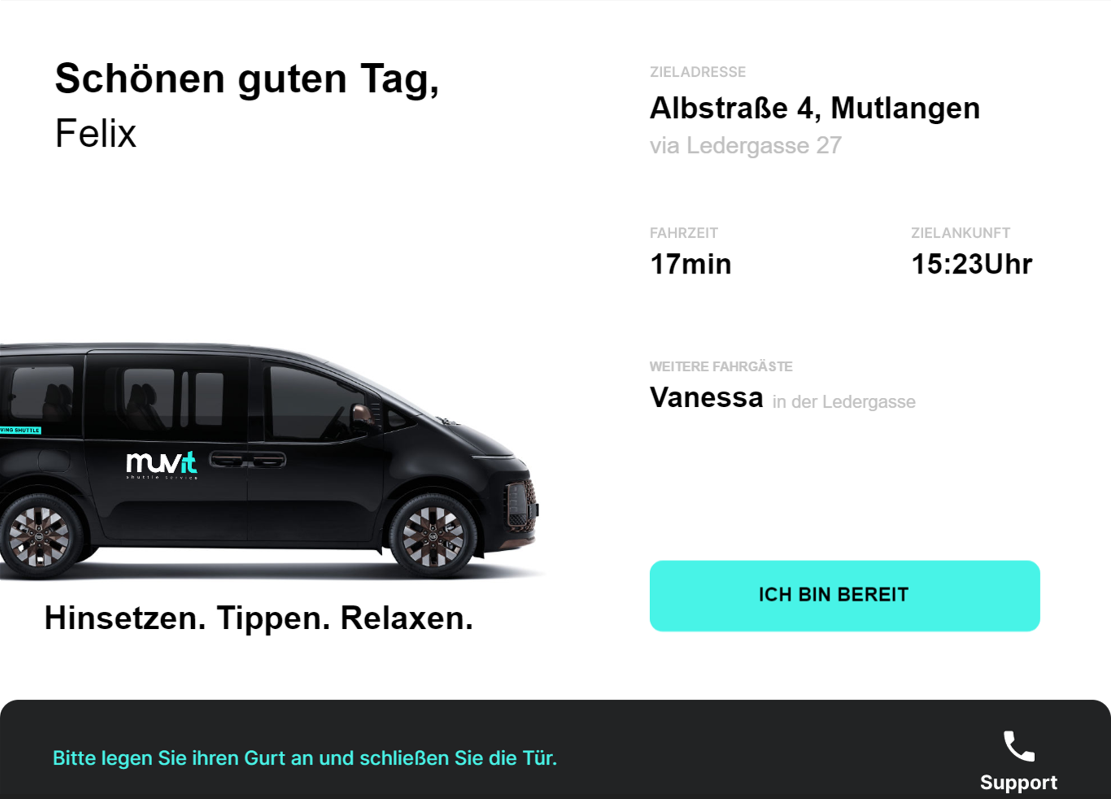 Schönen guten Tag,
Felix
ZIELADRESSE
Albstraße 4, Mutlangen
via Ledergasse 27
FAHRZEIT
17min
ZIELANKUNFT
15:23Uhr
WEITERE FAHRGÄSTE
Vanessa in der Ledergasse
VING SHUTTLE
muvit
shuttle service
Hinsetzen. Tippen. Relaxen.
ICH BIN BEREIT
Bitte legen Sie ihren Gurt an und schließen Sie die Tür.
Support